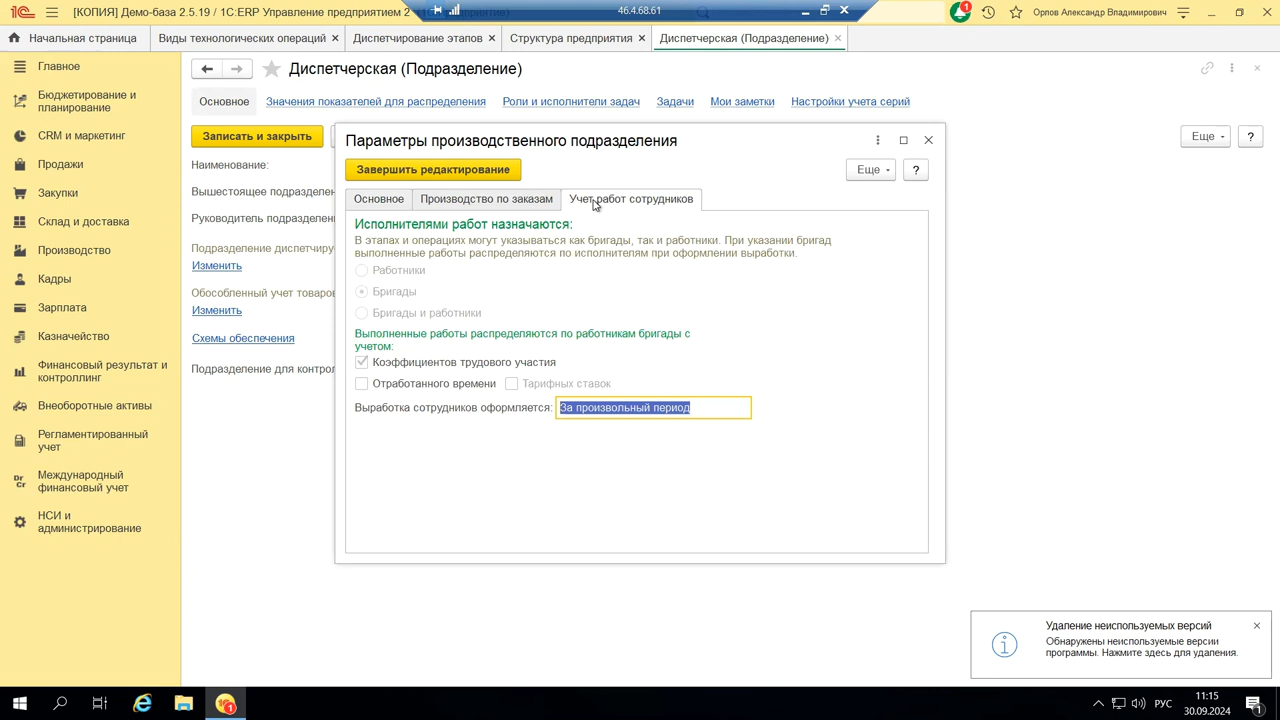 [КОПИЯ] Демо-база 2.5.19 / 1С:ERP Управление предприятием 2
46.4.68.61
1
Орлов Александр Владимирович
Начальная страница
Виды технологических операций
Диспетчирование этапов
Структура предприятия
Диспетчерская (Подразделение)
Главное
Бюджетирование и
планирование
CRM и маркетинг
Продажи
Закупки
Склад и доставка
Производство
Кадры
Зарплата
Казначейство
Финансовый результат и
контроллинг
Внеоборотные активы
Регламентированный
учет
Dr
Cr
Международный
финансовый учет
НСИ и
администрирование
Диспетчерская (Подразделение)
Основное
Значения показателей для распределения
Роли и исполнители задач
Задачи
Мои заметки
Настройки учета серий
Записать и закрыть
Еще
?
Наименование:
Вышестоящее подразделен
Руководитель подразделен
Подразделение диспетчиру
Изменить
Обособленный учет товаро
Изменить
Схемы обеспечения
Подразделение для контрол
Параметры производственного подразделения
Завершить редактирование
Еще
?
Основное
Производство по заказам
Учет работ сотрудников
Исполнителями работ назначаются:
В этапах и операциях могут указываться как бригады, так и работники. При указании бригад
выполненные работы распределяются по исполнителям при оформлении выработки.
Работники
Бригады
Бригады и работники
Выполненные работы распределяются по работникам бригады с
учетом:
Коэффициентов трудового участия
Отработанного времени
Тарифных ставок
Выработка сотрудников оформляется:
За произвольный период
Удаление неиспользуемых версий
Обнаружены неиспользуемые версии
программы. Нажмите здесь для удаления.
1
РУС
11:15
30.09.2024
1